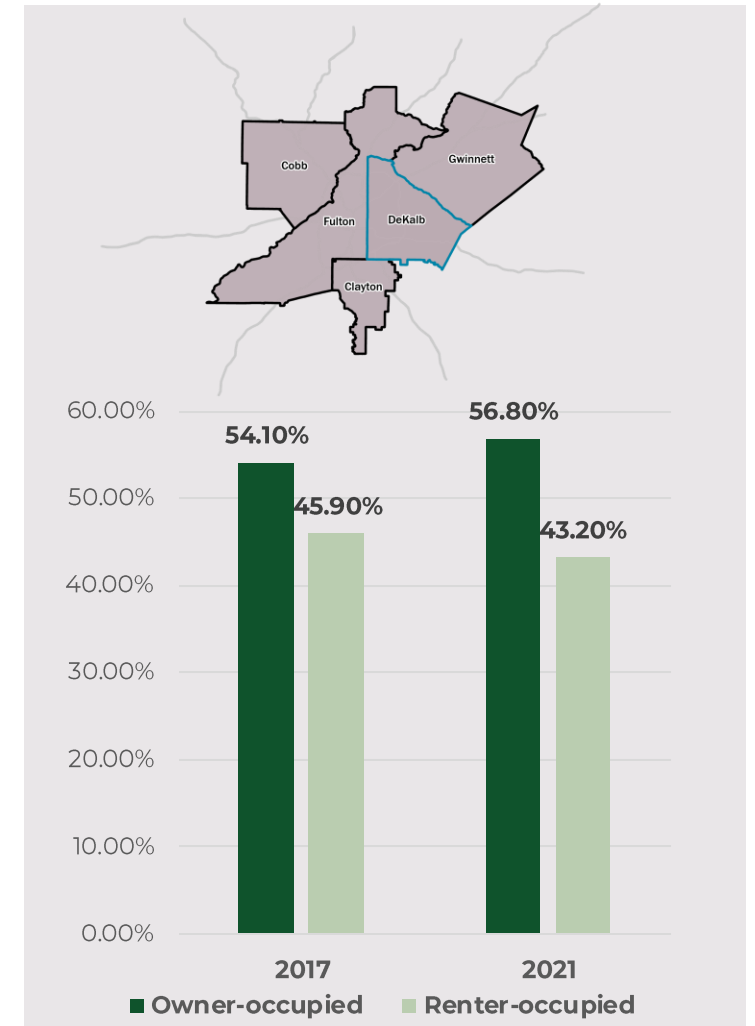 Cobb
Gwinnett
Fulton
DeKalb
Clayton
60.00%
56.80%
54.10%
50.00%
45.90%
43.20%
40.00%
30.00%
20.00%
10.00%
0.00%
2017 2021
Owner-occupied Renter-occupied